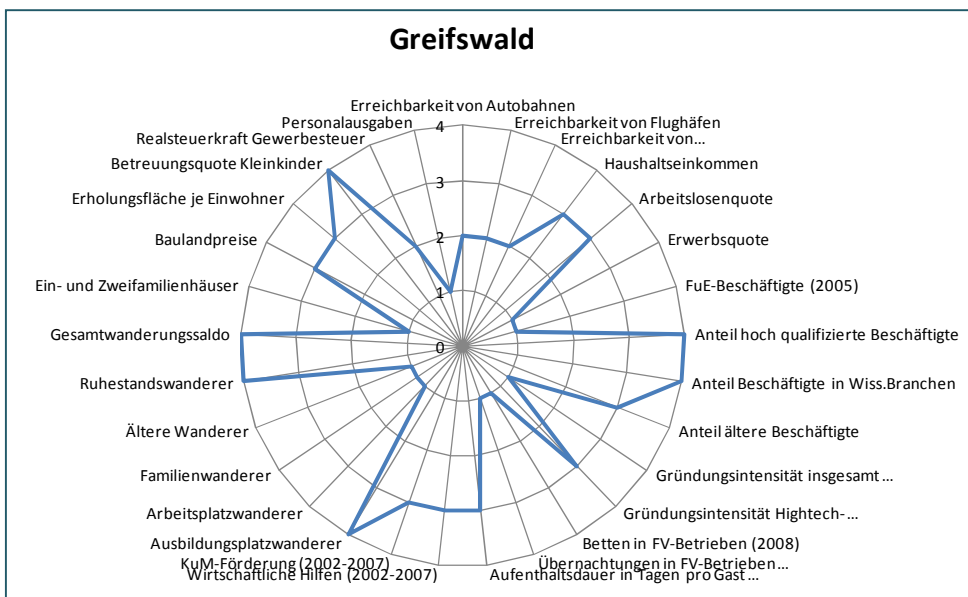 Greifswald
Erreichbarkeit von Autobahnen
Erreichbarkeit von Flughäfen
Erreichbarkeit von...
Haushaltseinkommen
Arbeitslosenquote
Erwerbsquote
FuE-Beschäftigte (2005)
Anteil hoch qualifizierte Beschäftigte
Anteil Beschäftigte in Wiss.Branchen
Anteil ältere Beschäftigte
Gründungsintensität insgesamt ...
Gründungsintensität Hightech-...
Betten in FV-Betrieben (2008)
Übernachtungen in FV-Betrieben...
Aufenthaltsdauer in Tagen pro Gast ...
Wirtschaftliche Hilfen (2002-2007)
KuM-Förderung (2002-2007)
Ausbildungsplatzwanderer
Arbeitsplatzwanderer
Familienwanderer
Ältere Wanderer
Ruhestandswanderer
Gesamtwanderungssaldo
Ein- und Zweifamilienhäuser
Baulandpreise
Erholungsfläche je Einwohner
Betreuungsquote Kleinkinder
Realsteuerkraft Gewerbesteuer
Personalausgaben
4
3
2
1
0